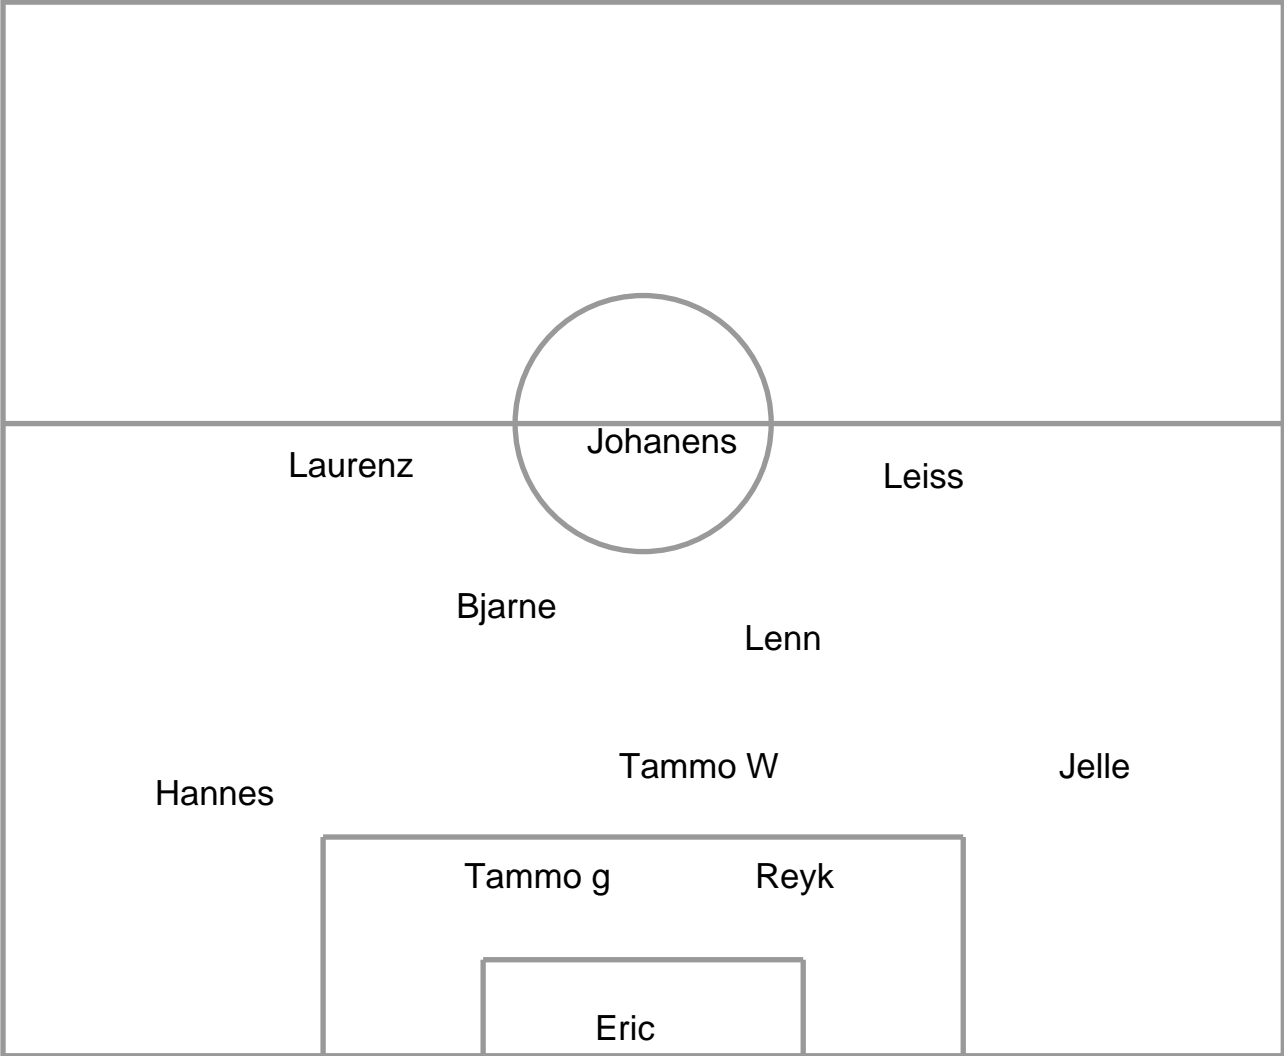 Johanens
Laurenz
Leiss
Bjarne
Lenn
Tammo W
Jelle
Hannes
Tammo g
Reyk
Eric